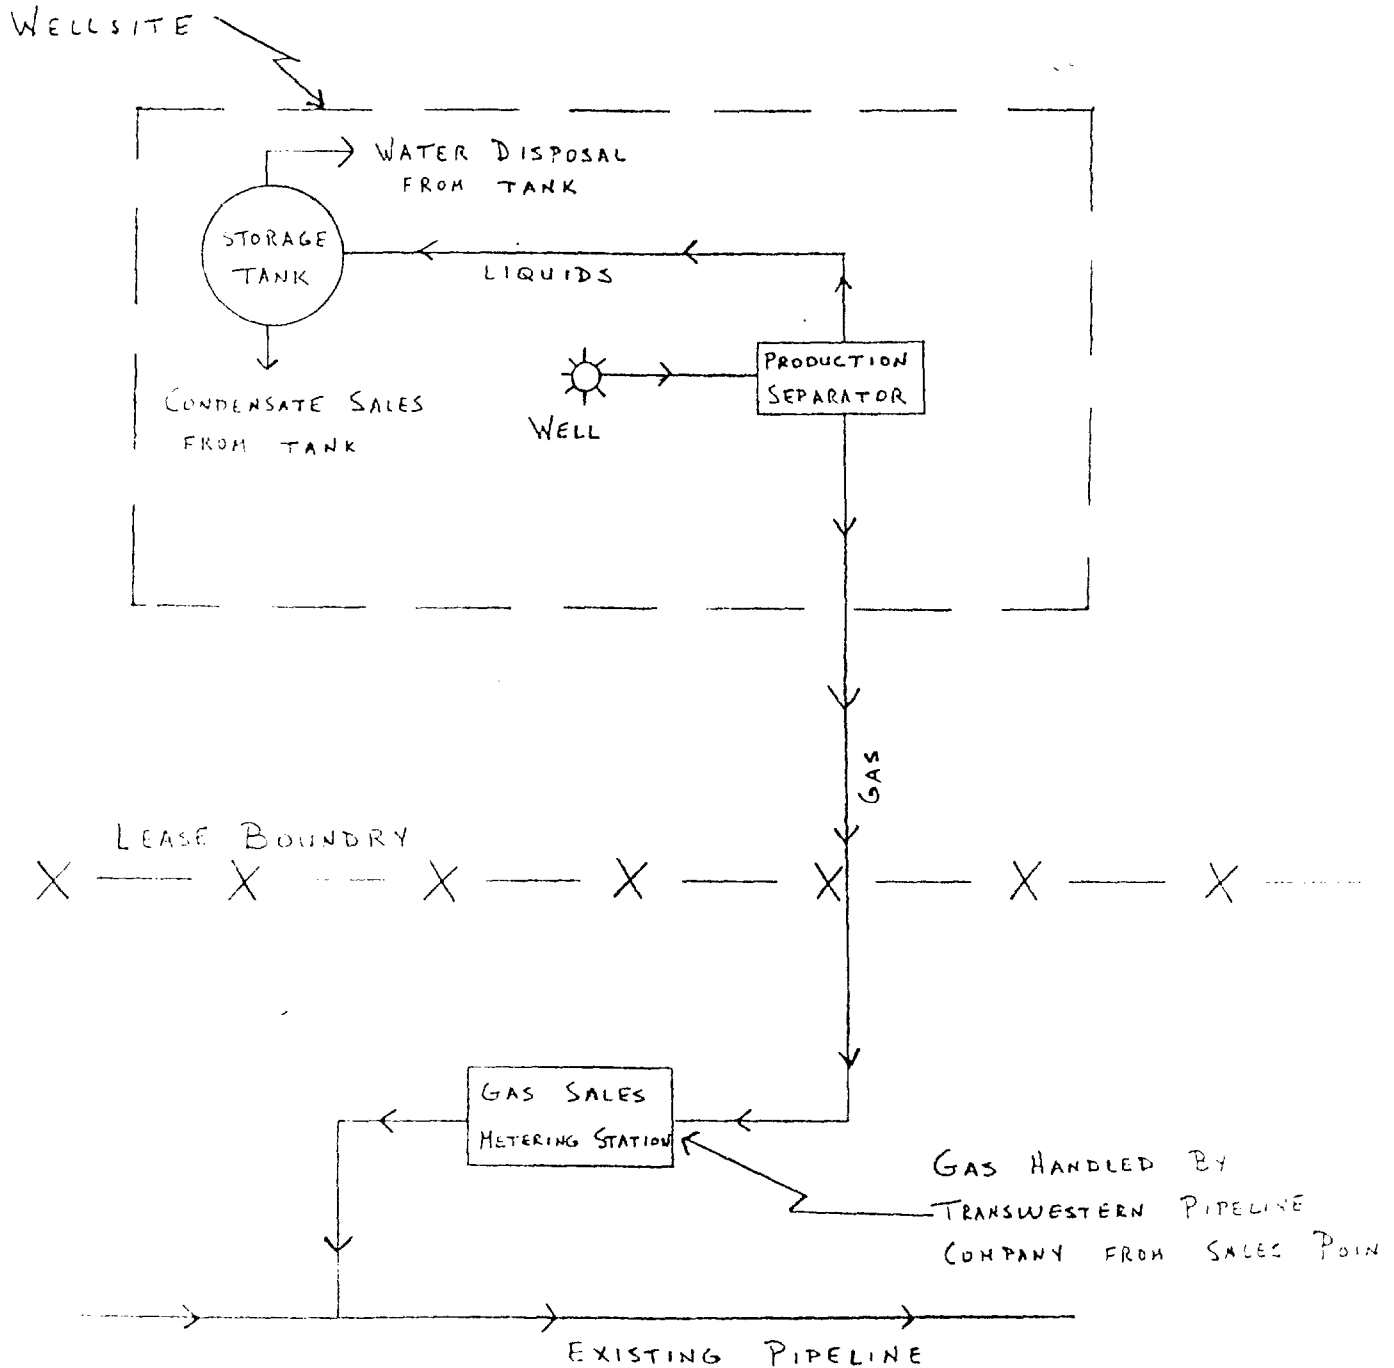 WELLSITE
WATER DISPOSAL
FROM TANK
STORAGE
TANK
LIQUIDS
PRODUCTION
SEPARATOR
CONDENSATE SALES
FROM TANK
WELL
GAS
LEASE BOUNDRY
GAS SALES
METERING STATION
GAS HANDLED BY
TRANSWESTERN PIPELINE
COMPANY FROM SALES POIN
EXISTING PIPELINE